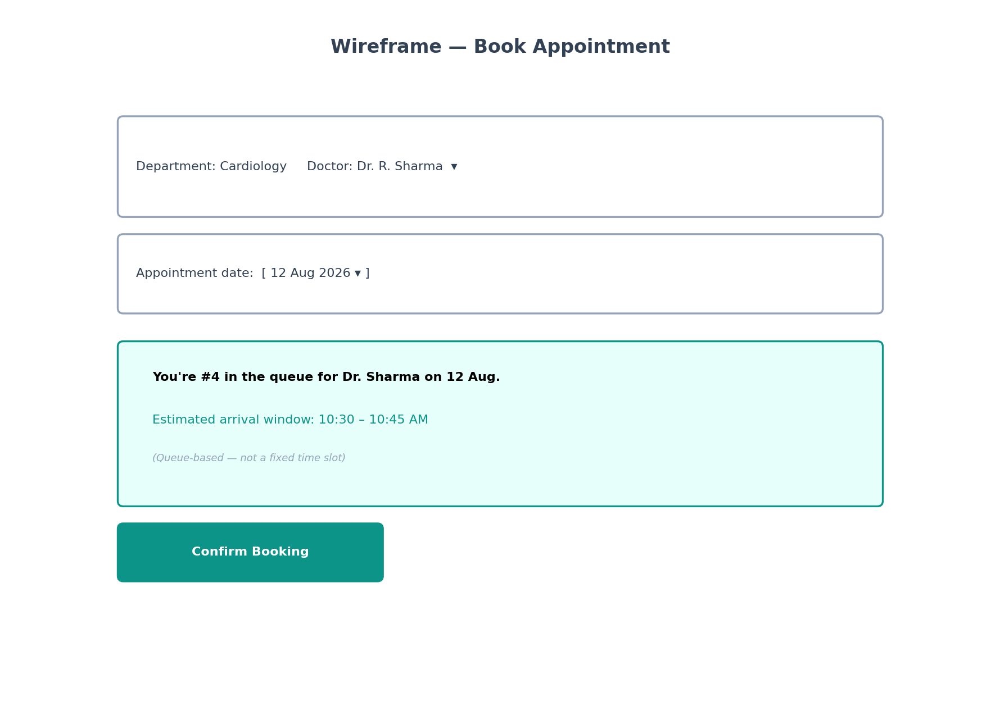 Wireframe — Book Appointment
Department: Cardiology Doctor: Dr. R. Sharma ▾
Appointment date: [ 12 Aug 2026 ▾ ]
You're #4 in the queue for Dr. Sharma on 12 Aug.
Estimated arrival window: 10:30 – 10:45 AM
(Queue-based — not a fixed time slot)
Confirm Booking